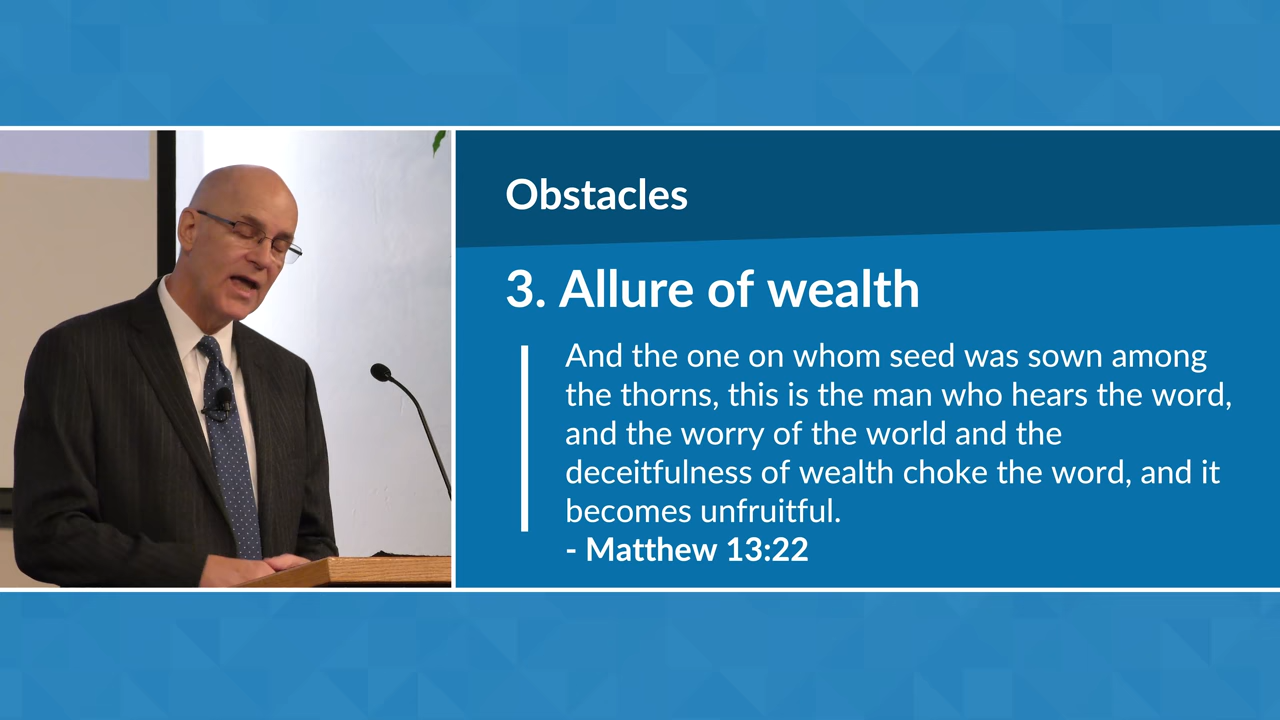 Obstacles
3. Allure of wealth
And the one on whom seed was sown among
the thorns, this is the man who hears the word,
and the worry of the world and the
deceitfulness of wealth choke the word, and it
becomes unfruitful.
- Matthew 13:22